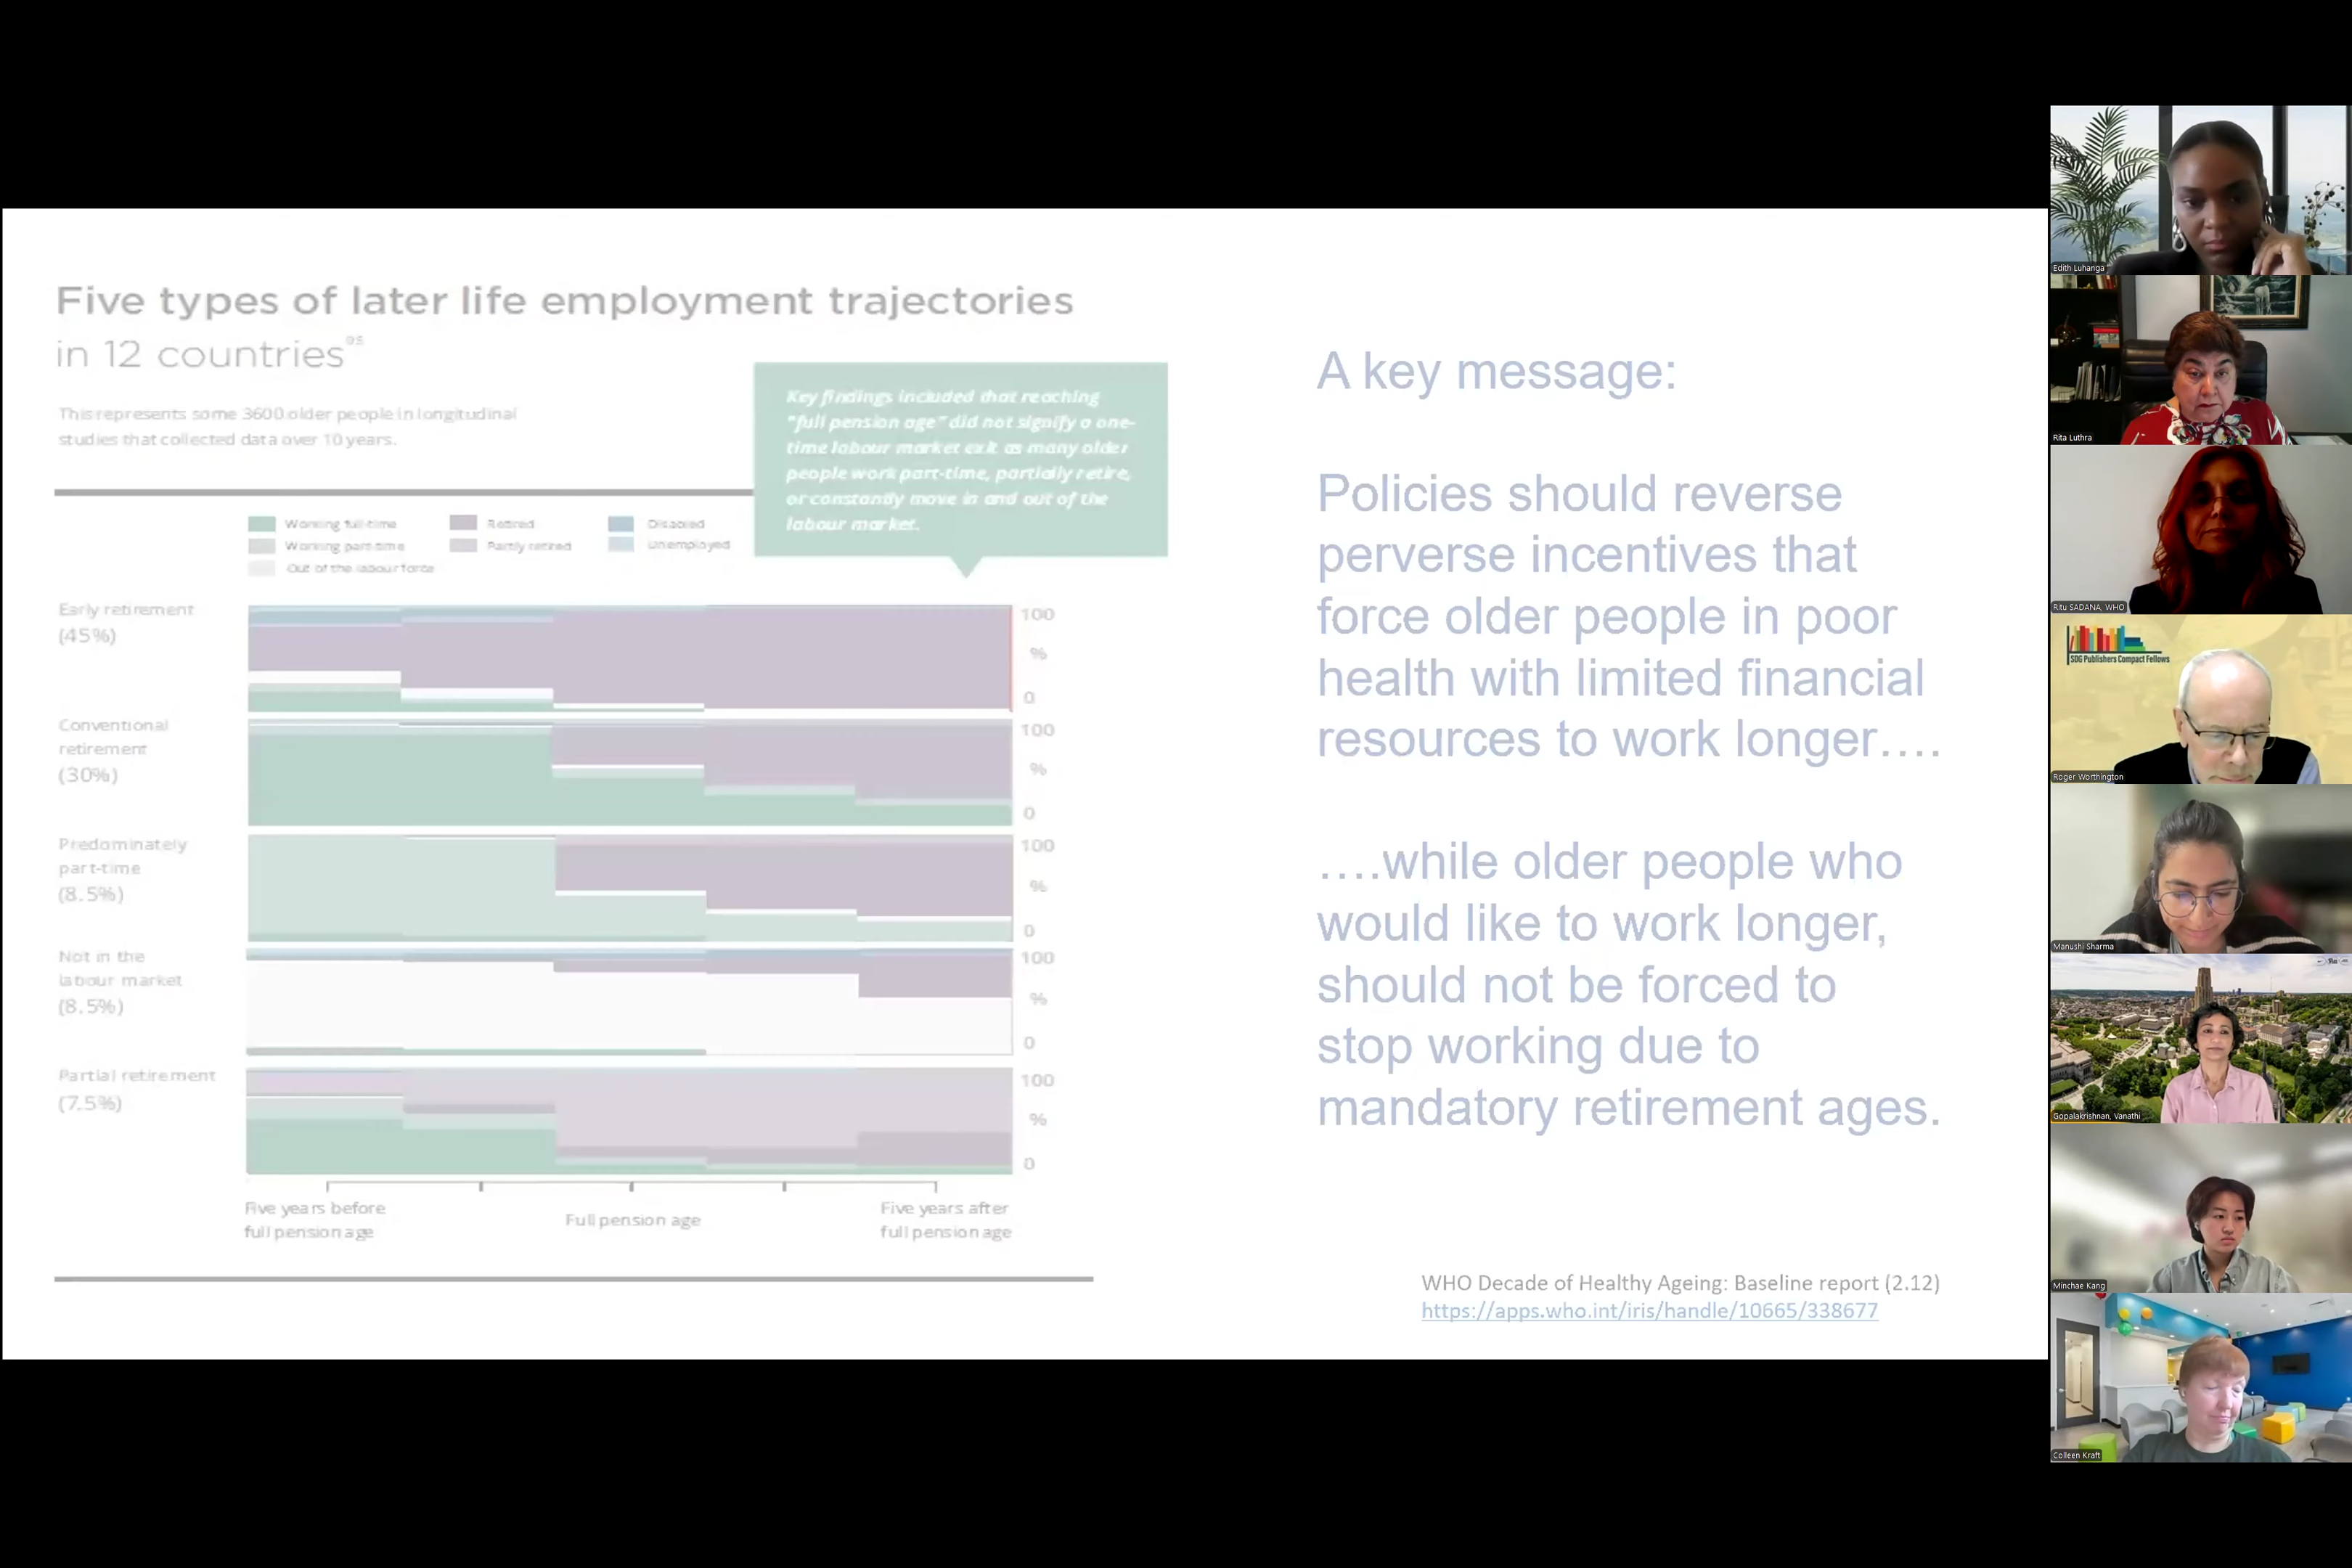 Five types of later life employment trajectories
in 12 countries⁹⁵
This represents some 3600 older people in longitudinal
studies that collected data over 10 years.
Key findings included that reaching
"full pension age" did not signify a one-
time labour market exit as many older
people work part-time, partially retire,
or constantly move in and out of the
labour market.
Working full-time
Retired
Disabled
Working part-time
Partly retired
Unemployed
Out of the labour force
Early retirement
(45%)
100
%
0
Conventional
retirement
(30%)
100
%
0
Predominately
part-time
(8.5%)
100
%
0
Not in the
labour market
(8.5%)
100
%
0
Partial retirement
(7.5%)
100
%
0
Five years before
full pension age
Full pension age
Five years after
full pension age
A key message:
Policies should reverse
perverse incentives that
force older people in poor
health with limited financial
resources to work longer....
....while older people who
would like to work longer,
should not be forced to
stop working due to
mandatory retirement ages.
WHO Decade of Healthy Ageing: Baseline report (2.12)
https://apps.who.int/iris/handle/10665/338677
Edith Luhanga
Rita Luthra
Ritu SADANA, WHO
SDG Publishers Compact Fellows
Roger Worthington
Manushi Sharma
Gopalakrishnan, Vanathi
Minchae Kang
Colleen Kraft